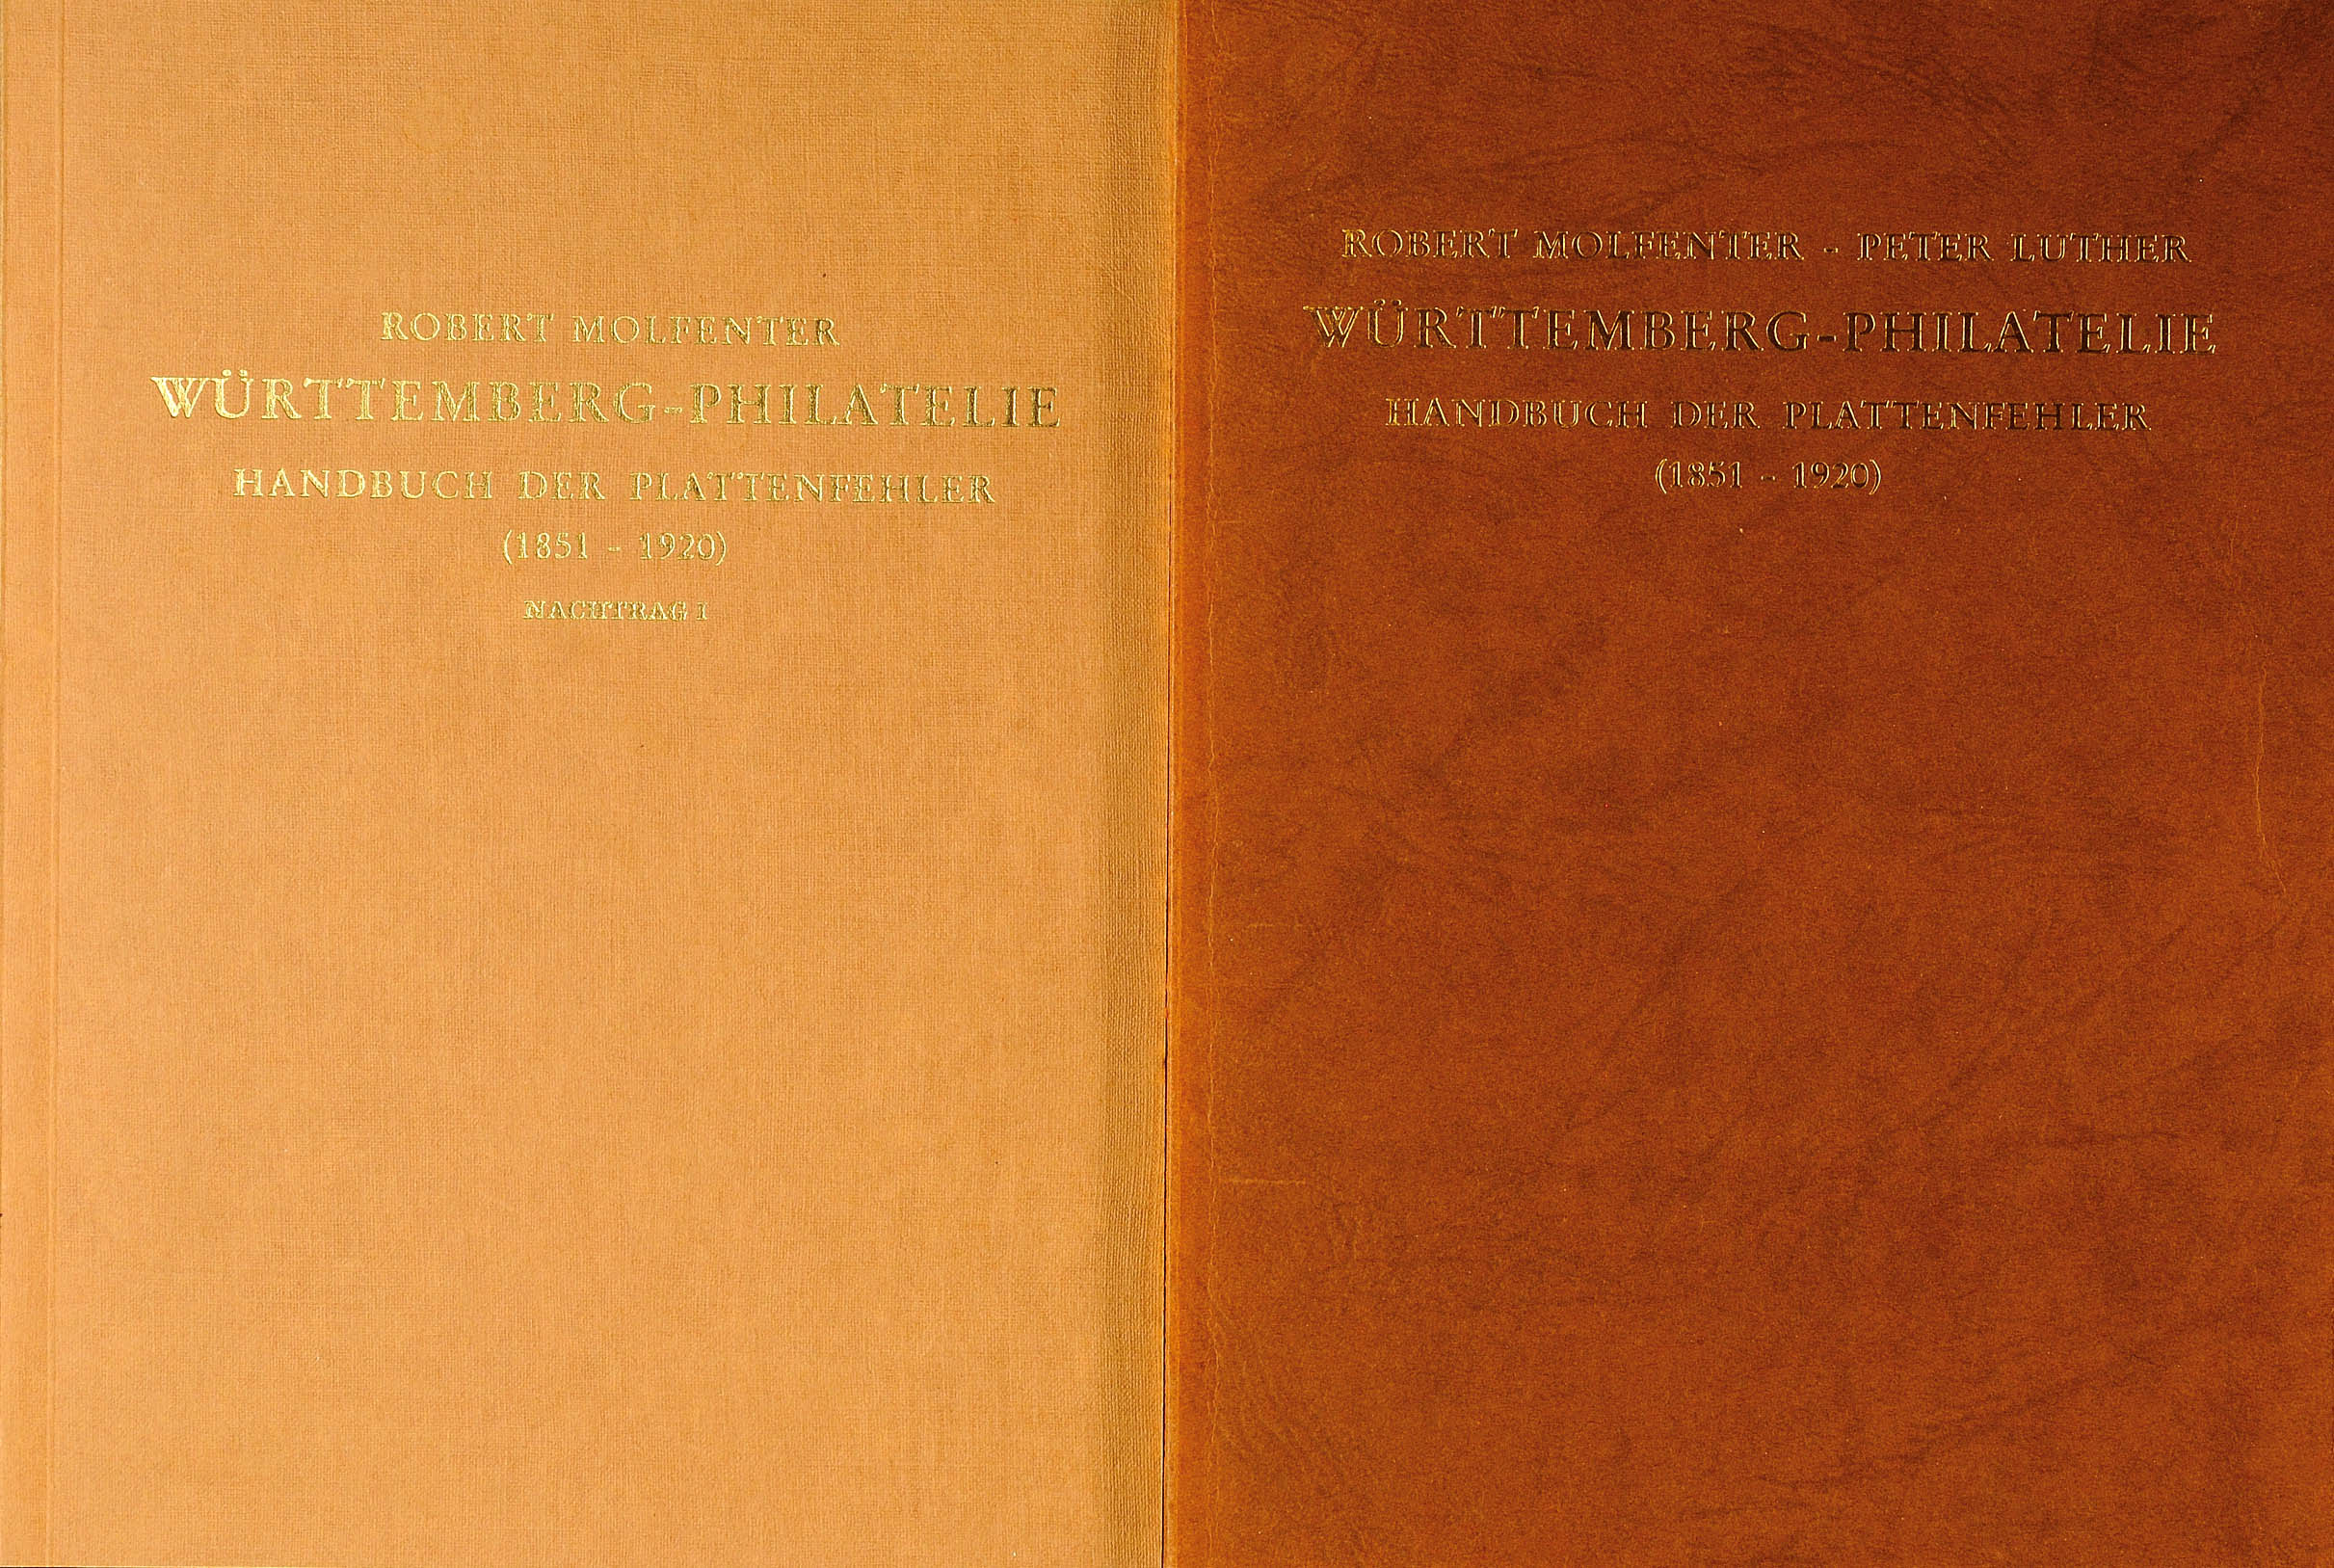 ROBERT MOLFENTER
WÜRTTEMBERG-PHILATELIE
HANDBUCH DER PLATTENFEHLER
(1851 - 1920)
NACHTRAG I
ROBERT MOLFENTER - PETER LUTHER
WÜRTTEMBERG-PHILATELIE
HANDBUCH DER PLATTENFEHLER
(1851 - 1920)